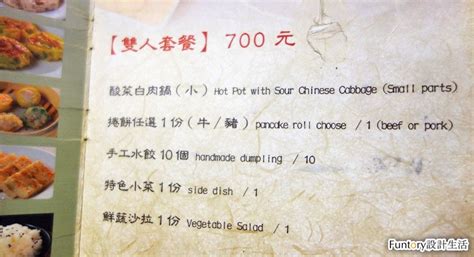 【雙人套餐】 700 元
酸菜白肉鍋（小）Hot Pot with Sour Chinese Cabbage (Small parts)
捲餅任選1份（牛／豬）pancake roll choose / 1 (beef or pork)
手工水餃10個 handmade dumpling / 10
特色小菜1份 side dish / 1
鮮蔬沙拉1份 Vegetable Salad / 1
Funtory設計生活